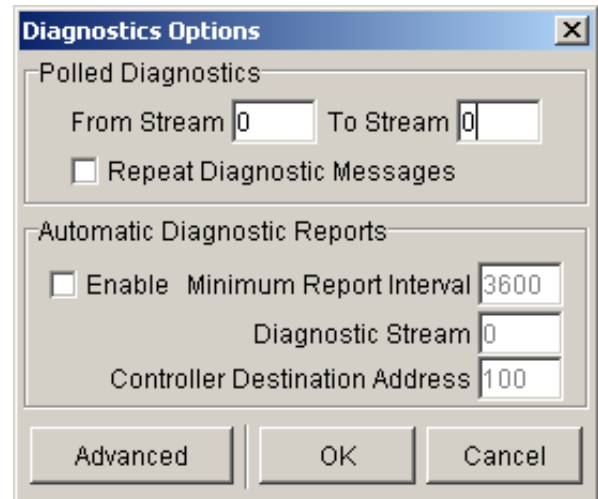 Diagnostics Options
Polled Diagnostics
From Stream 0 To Stream 0
Repeat Diagnostic Messages
Automatic Diagnostic Reports
Enable Minimum Report Interval 3600
Diagnostic Stream 0
Controller Destination Address 100
Advanced OK Cancel